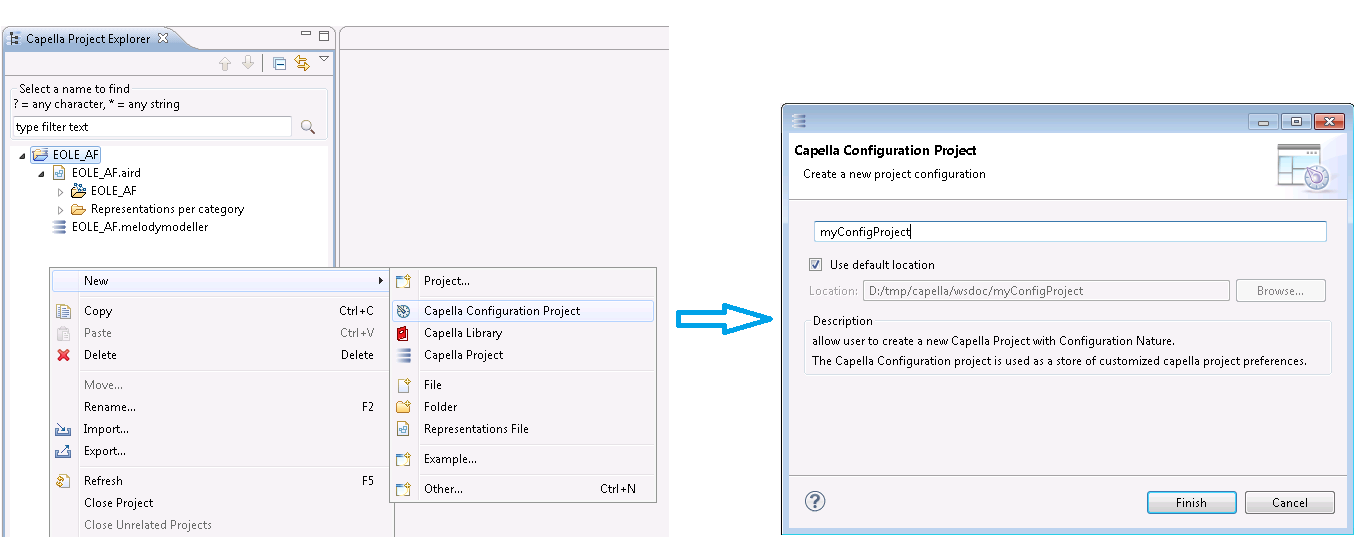 Capella Project Explorer
Select a name to find
? = any character, * = any string
type filter text
EOLE_AF
EOLE_AF.aird
EOLE_AF
Representations per category
EOLE_AF.melodymodeller
New
Copy Ctrl+C
Paste Ctrl+V
Delete Delete
Move...
Rename... F2
Import...
Export...
Refresh F5
Close Project
Close Unrelated Projects
Project...
Capella Configuration Project
Capella Library
Capella Project
File
Folder
Representations File
Example...
Other... Ctrl+N
Capella Configuration Project
Create a new project configuration
myConfigProject
Use default location
Location: D:/tmp/capella/wsdoc/myConfigProject Browse...
Description
allow user to create a new Capella Project with Configuration Nature.
The Capella Configuration project is used as a store of customized capella project preferences.
? Finish Cancel